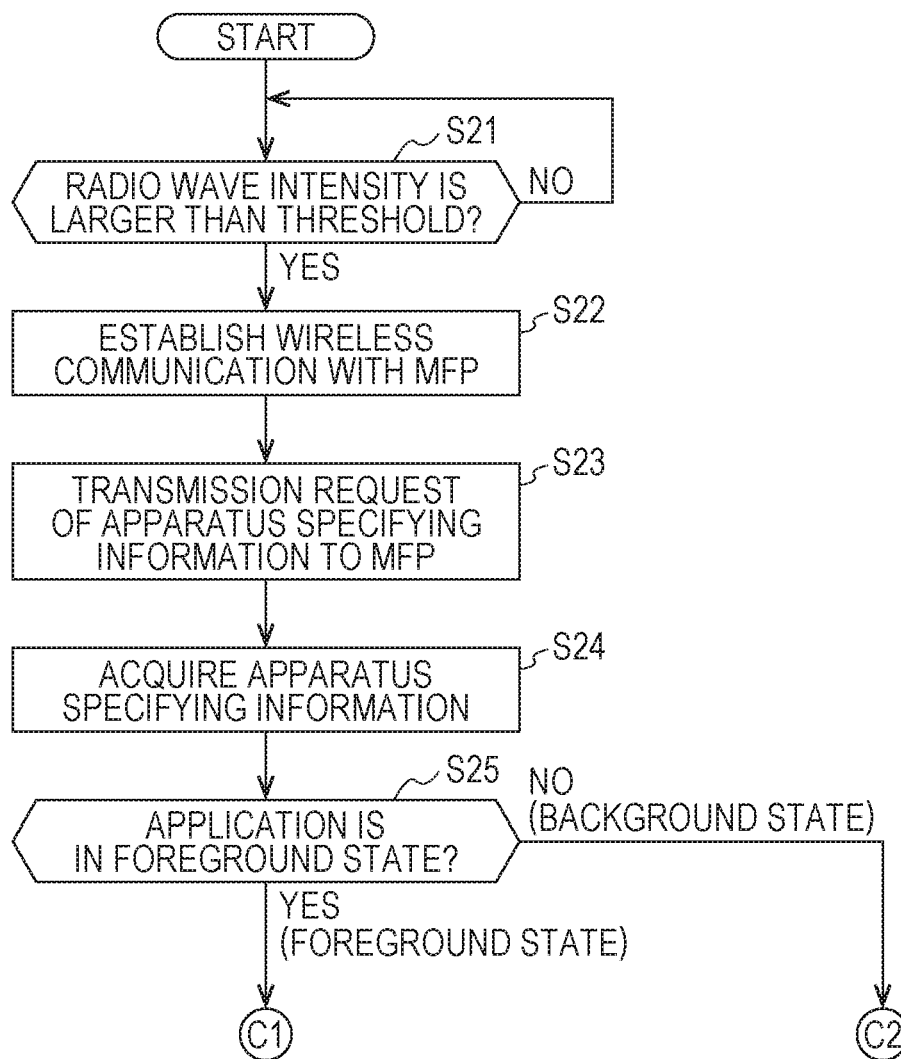 START
S21
RADIO WAVE INTENSITY IS
LARGER THAN THRESHOLD?
NO
YES
S22
ESTABLISH WIRELESS
COMMUNICATION WITH MFP
S23
TRANSMISSION REQUEST
OF APPARATUS SPECIFYING
INFORMATION TO MFP
S24
ACQUIRE APPARATUS
SPECIFYING INFORMATION
S25
APPLICATION IS
IN FOREGROUND STATE?
NO
(BACKGROUND STATE)
YES
(FOREGROUND STATE)
C1
C2